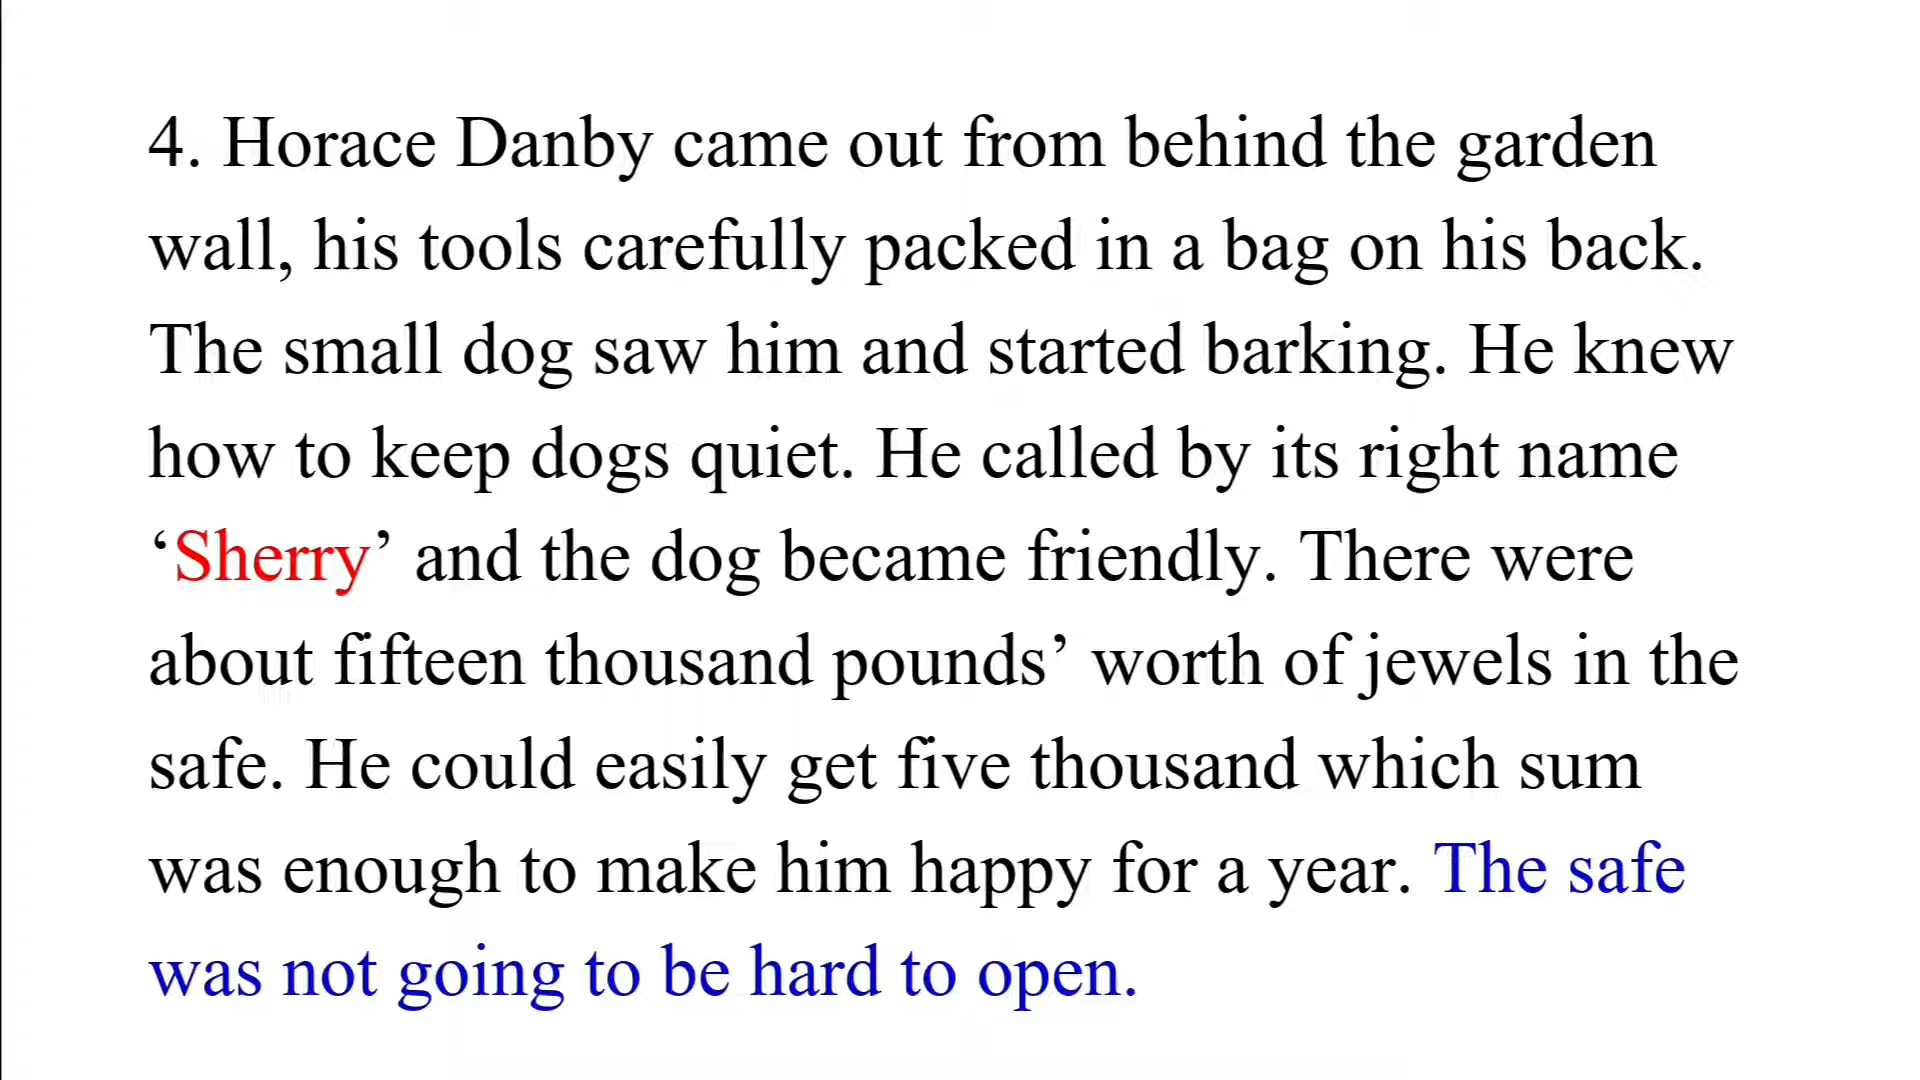 4. Horace Danby came out from behind the garden
wall, his tools carefully packed in a bag on his back.
The small dog saw him and started barking. He knew
how to keep dogs quiet. He called by its right name
‘Sherry’ and the dog became friendly. There were
about fifteen thousand pounds’ worth of jewels in the
safe. He could easily get five thousand which sum
was enough to make him happy for a year. The safe
was not going to be hard to open.